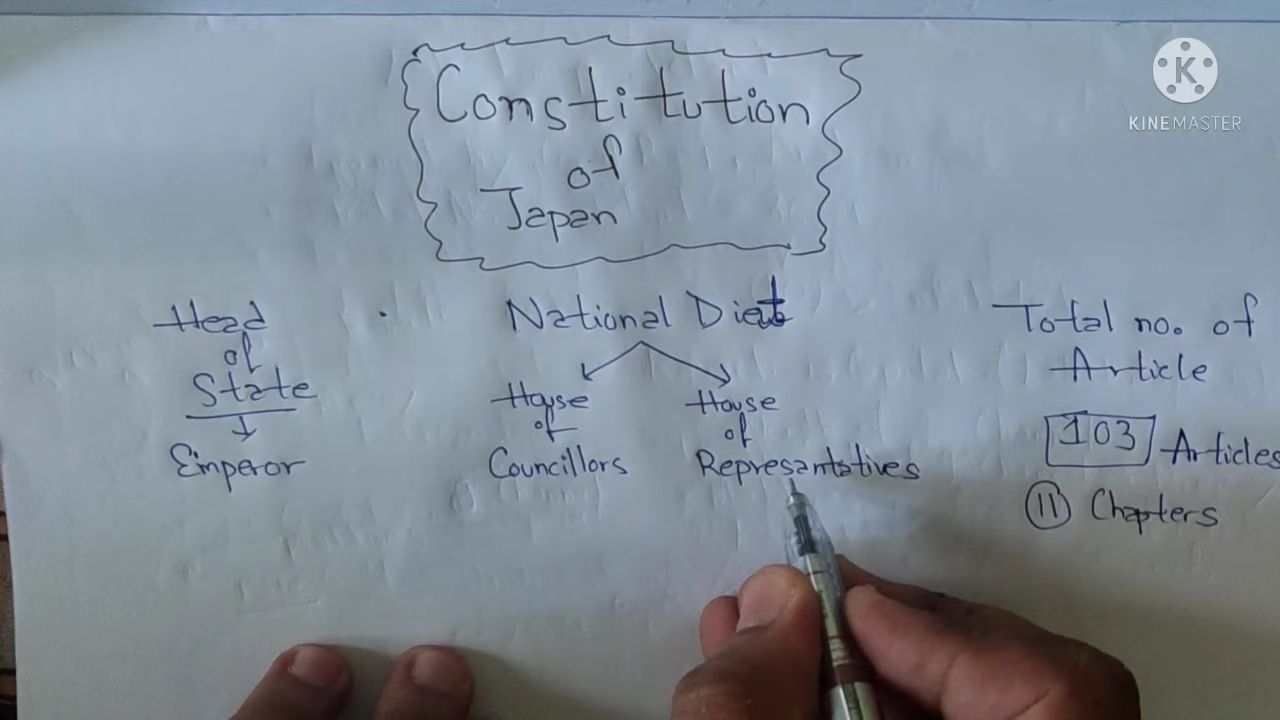 Constitution
of
Japan
KINEMASTER
Head
of
State
Emperor
National Diet
House
of
Councillors
House
of
Represantatives
Total no. of
Article
103 Articles
11 Chapters